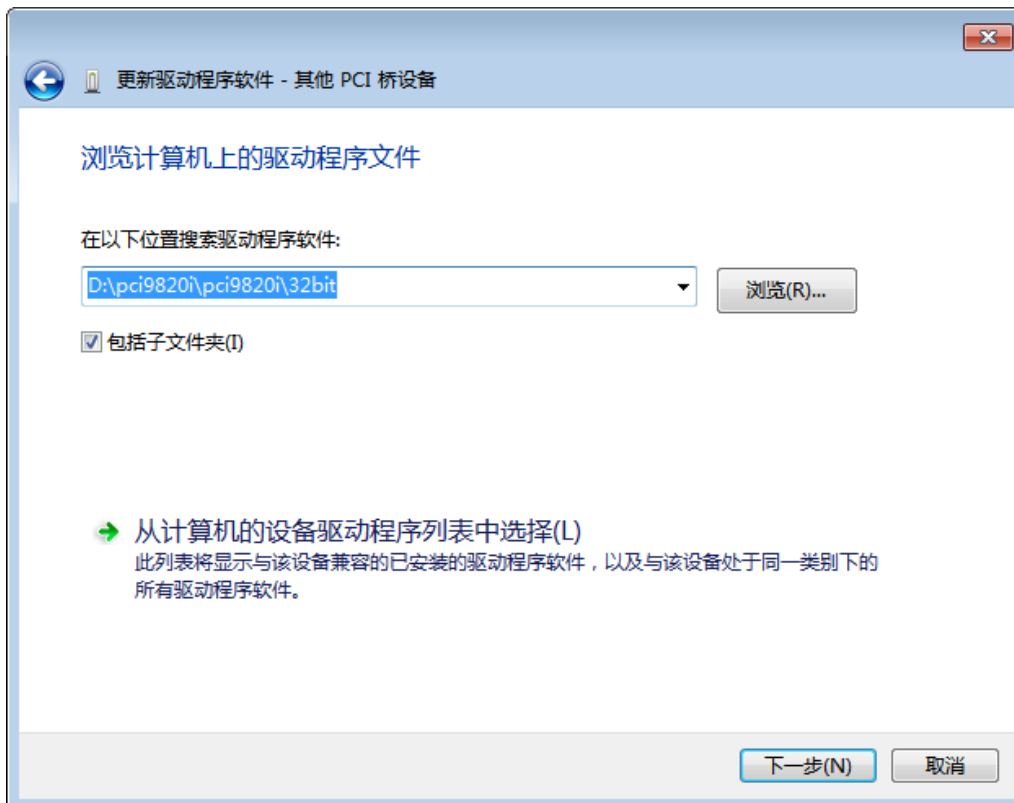 更新驱动程序软件 - 其他 PCI 桥设备
浏览计算机上的驱动程序文件
在以下位置搜索驱动程序软件:
D:\pci9820i\pci9820i\32bit
浏览(R)...
包括子文件夹(I)
从计算机的设备驱动程序列表中选择(L)
此列表将显示与该设备兼容的已安装的驱动程序软件，以及与该设备处于同一类别下的
所有驱动程序软件。
下一步(N)
取消